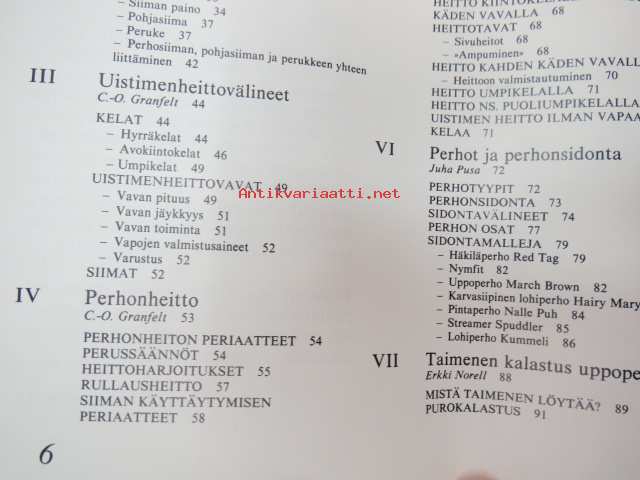 – Siiman paino 34
– Pohjasiima 37
– Peruke 37
– Perhosiiman, pohjasiiman ja perukkeen yhteen
liittäminen 42
III Uistimenheittovälineet
C.-O. Granfelt 44
KELAT 44
– Hyrräkelat 44
– Avokiintokelat 46
– Umpikelat 49
UISTIMENHEITTOVAVAT 49
– Vavan pituus 49
– Vavan jäykkyys 51
– Vavan toiminta 51
– Vapojen valmistusaineet 52
– Varustus 52
SIIMAT 52
IV Perhonheitto
C.-O. Granfelt 53
PERHONHEITON PERIAATTEET 54
PERUSSÄÄNNÖT 54
HEITTOHARJOITUKSET 55
RULLAUSHEITTO 57
SIIMAN KÄYTTÄYTYMISEN
PERIAATTEET 58
6
HEITTO KIINTOKELALLA
KÄDEN VAVALLA 68
HEITTOTAVAT 68
– Sivuheitot 68
– »Ampuminen» 68
HEITTO KAHDEN KÄDEN VAVALL
– Heittoon valmistautuminen 70
HEITTO UMPIKELALLA 71
HEITTO NS. PUOLIUMPIKELALLA
UISTIMEN HEITTO ILMAN VAPAA
KELAA 71
VI Perhot ja perhonsidonta
Juha Pusa 72
PERHOTYYPIT 72
PERHONSIDONTA 73
SIDONTAVÄLINEET 74
PERHON OSAT 77
SIDONTAMALLEJA 79
– Häkiläperho Red Tag 79
– Nymfit 82
– Uppoperho March Brown 82
– Karvasiipinen lohiperho Hairy Mary
– Pintaperho Nalle Puh 84
– Streamer Spuddler 85
– Lohiperho Kummeli 86
VII Taimenen kalastus uppope
Erkki Norell 88
MISTÄ TAIMENEN LÖYTÄÄ? 89
PUROKALASTUS 91
Antikvariaatti.net